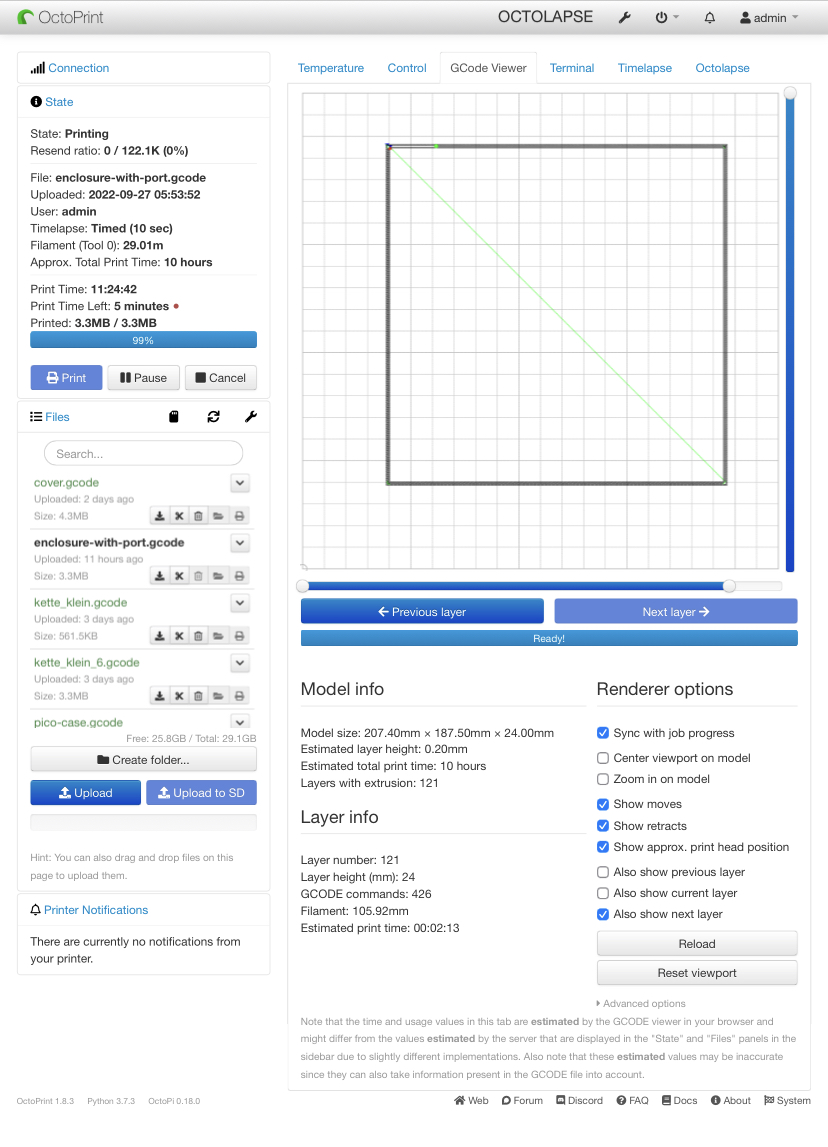 OctoPrint
OCTOLAPSE
admin
Connection
State
State: Printing
Resend ratio: 0 / 122.1K (0%)
File: enclosure-with-port.gcode
Uploaded: 2022-09-27 05:53:52
User: admin
Timelapse: Timed (10 sec)
Filament (Tool 0): 29.01m
Approx. Total Print Time: 10 hours
Print Time: 11:24:42
Print Time Left: 5 minutes
Printed: 3.3MB / 3.3MB
99%
Print
Pause
Cancel
Files
Search...
cover.gcode
Uploaded: 2 days ago
Size: 4.3MB
enclosure-with-port.gcode
Uploaded: 11 hours ago
Size: 3.3MB
kette_klein.gcode
Uploaded: 3 days ago
Size: 561.5KB
kette_klein_6.gcode
Uploaded: 3 days ago
Size: 3.3MB
pico-case.gcode
Free: 25.8GB / Total: 29.1GB
Create folder...
Upload
Upload to SD
Hint: You can also drag and drop files on this
page to upload them.
Printer Notifications
There are currently no notifications from
your printer.
Temperature
Control
GCode Viewer
Terminal
Timelapse
Octolapse
Previous layer
Next layer
Ready!
Model info
Model size: 207.40mm × 187.50mm × 24.00mm
Estimated layer height: 0.20mm
Estimated total print time: 10 hours
Layers with extrusion: 121
Layer info
Layer number: 121
Layer height (mm): 24
GCODE commands: 426
Filament: 105.92mm
Estimated print time: 00:02:13
Renderer options
Sync with job progress
Center viewport on model
Zoom in on model
Show moves
Show retracts
Show approx. print head position
Also show previous layer
Also show current layer
Also show next layer
Reload
Reset viewport
Advanced options
Note that the time and usage values in this tab are estimated by the GCODE viewer in your browser and
might differ from the values estimated by the server that are displayed in the "State" and "Files" panels in the
sidebar due to slightly different implementations. Also note that these estimated values may be inaccurate
since they can also take information present in the GCODE file into account.
OctoPrint 1.8.3 Python 3.7.3 OctoPi 0.18.0
Web Forum Discord FAQ Docs About System